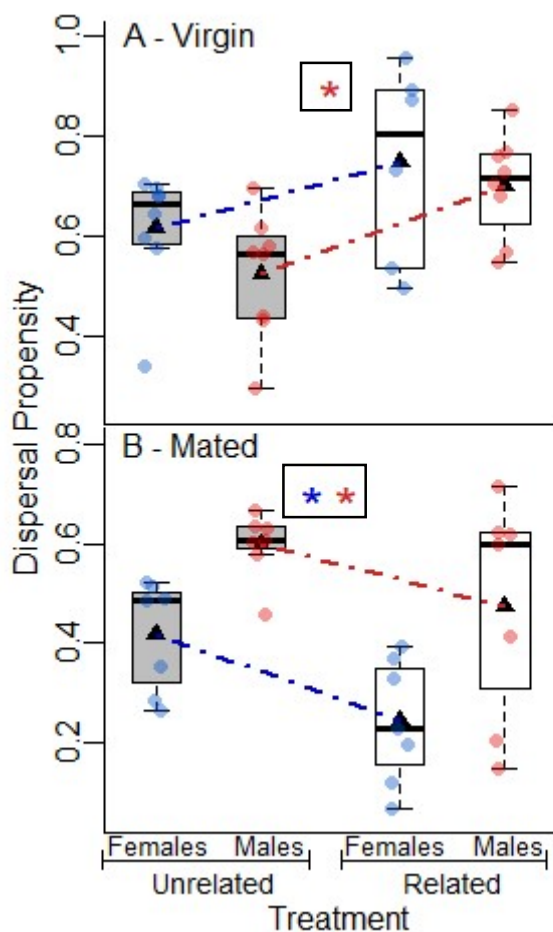 A - Virgin
*
1.0
0.8
0.6
0.4
Dispersal Propensity
B - Mated
* *
0.8
0.6
0.4
0.2
Females Males Females Males
Unrelated Related
Treatment